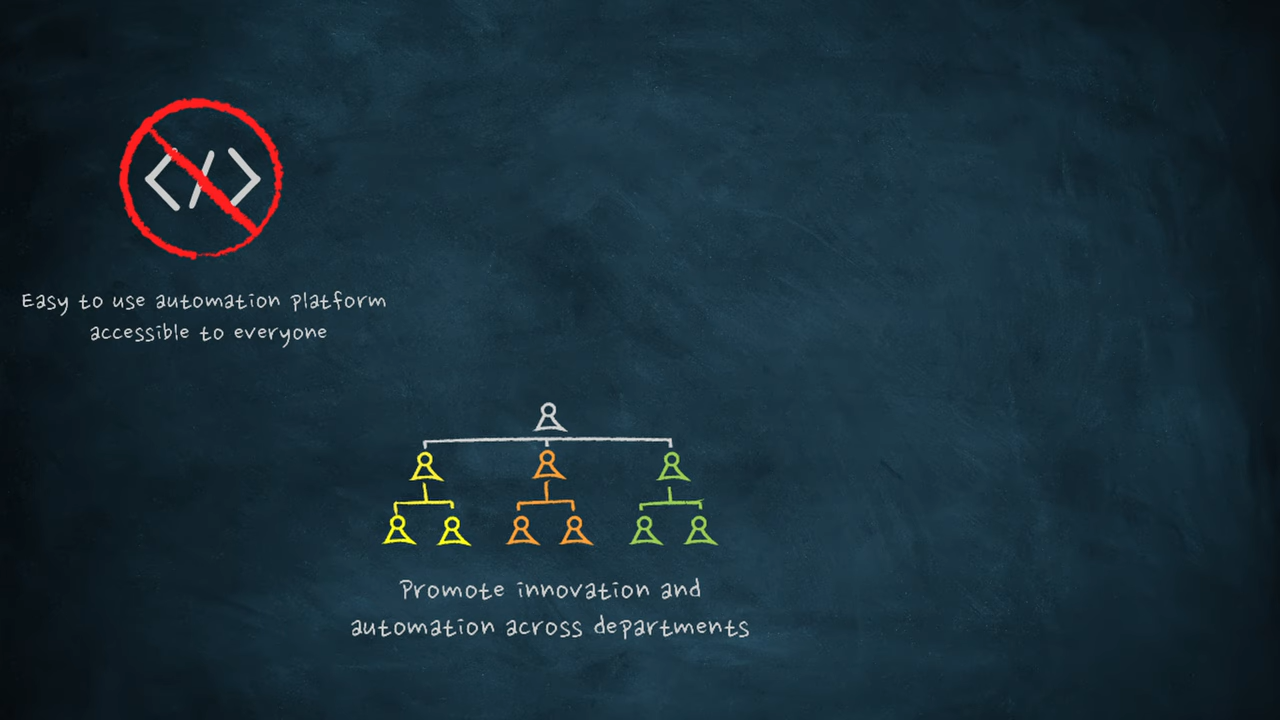 </>
Easy to use automation platform
accessible to everyone
Promote innovation and
automation across departments